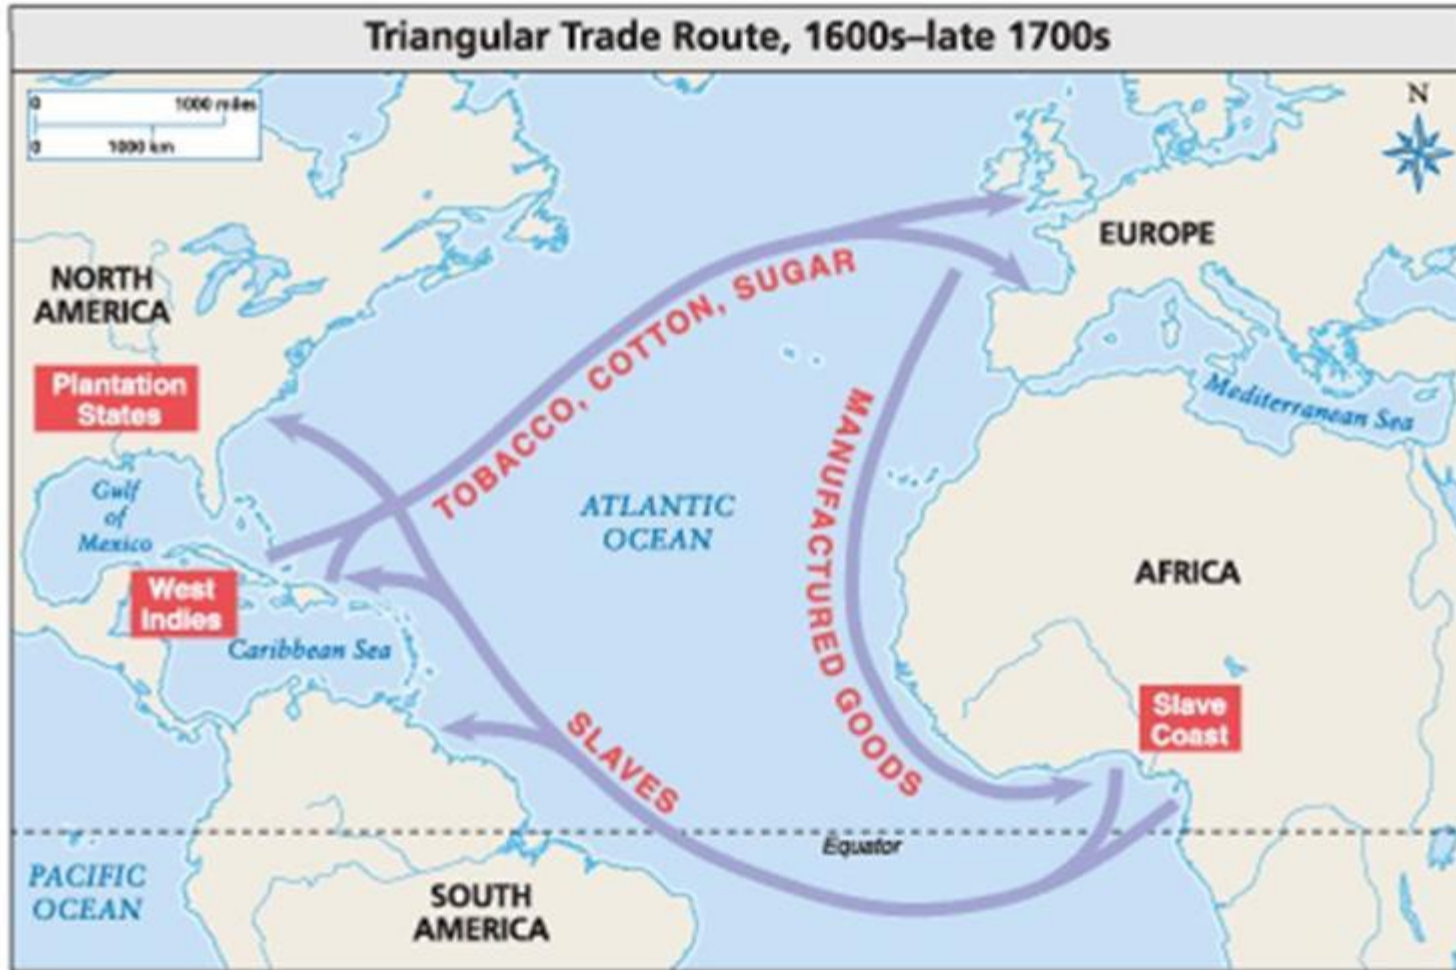 Triangular Trade Route, 1600s–late 1700s
0 1000 miles
0 1000 km
N
EUROPE
NORTH
AMERICA
TOBACCO, COTTON, SUGAR
Plantation
States
Mediterranean Sea
MANUFACTURED GOODS
Gulf
of
Mexico
ATLANTIC
OCEAN
AFRICA
West
Indies
Caribbean Sea
Slave
Coast
SLAVES
Equator
PACIFIC
OCEAN
SOUTH
AMERICA